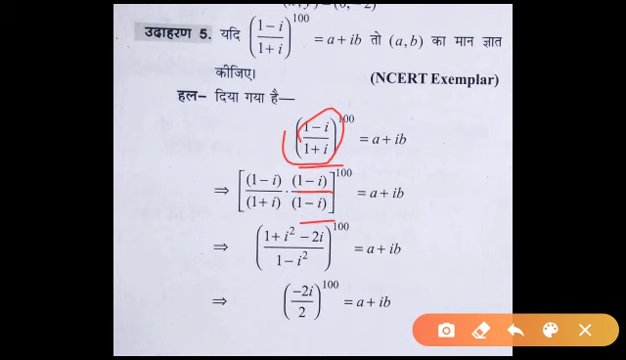 उदाहरण 5. यदि ((1−i)/(1+i))^100 = a + ib तो (a, b) का मान ज्ञात
कीजिए। (NCERT Exemplar)
हल– दिया गया है—
((1−i)/(1+i))^100 = a + ib
⇒ [(1−i)/(1+i) · (1−i)/(1−i)]^100 = a + ib
⇒ ((1+i²−2i)/(1−i²))^100 = a + ib
⇒ (−2i/2)^100 = a + ib